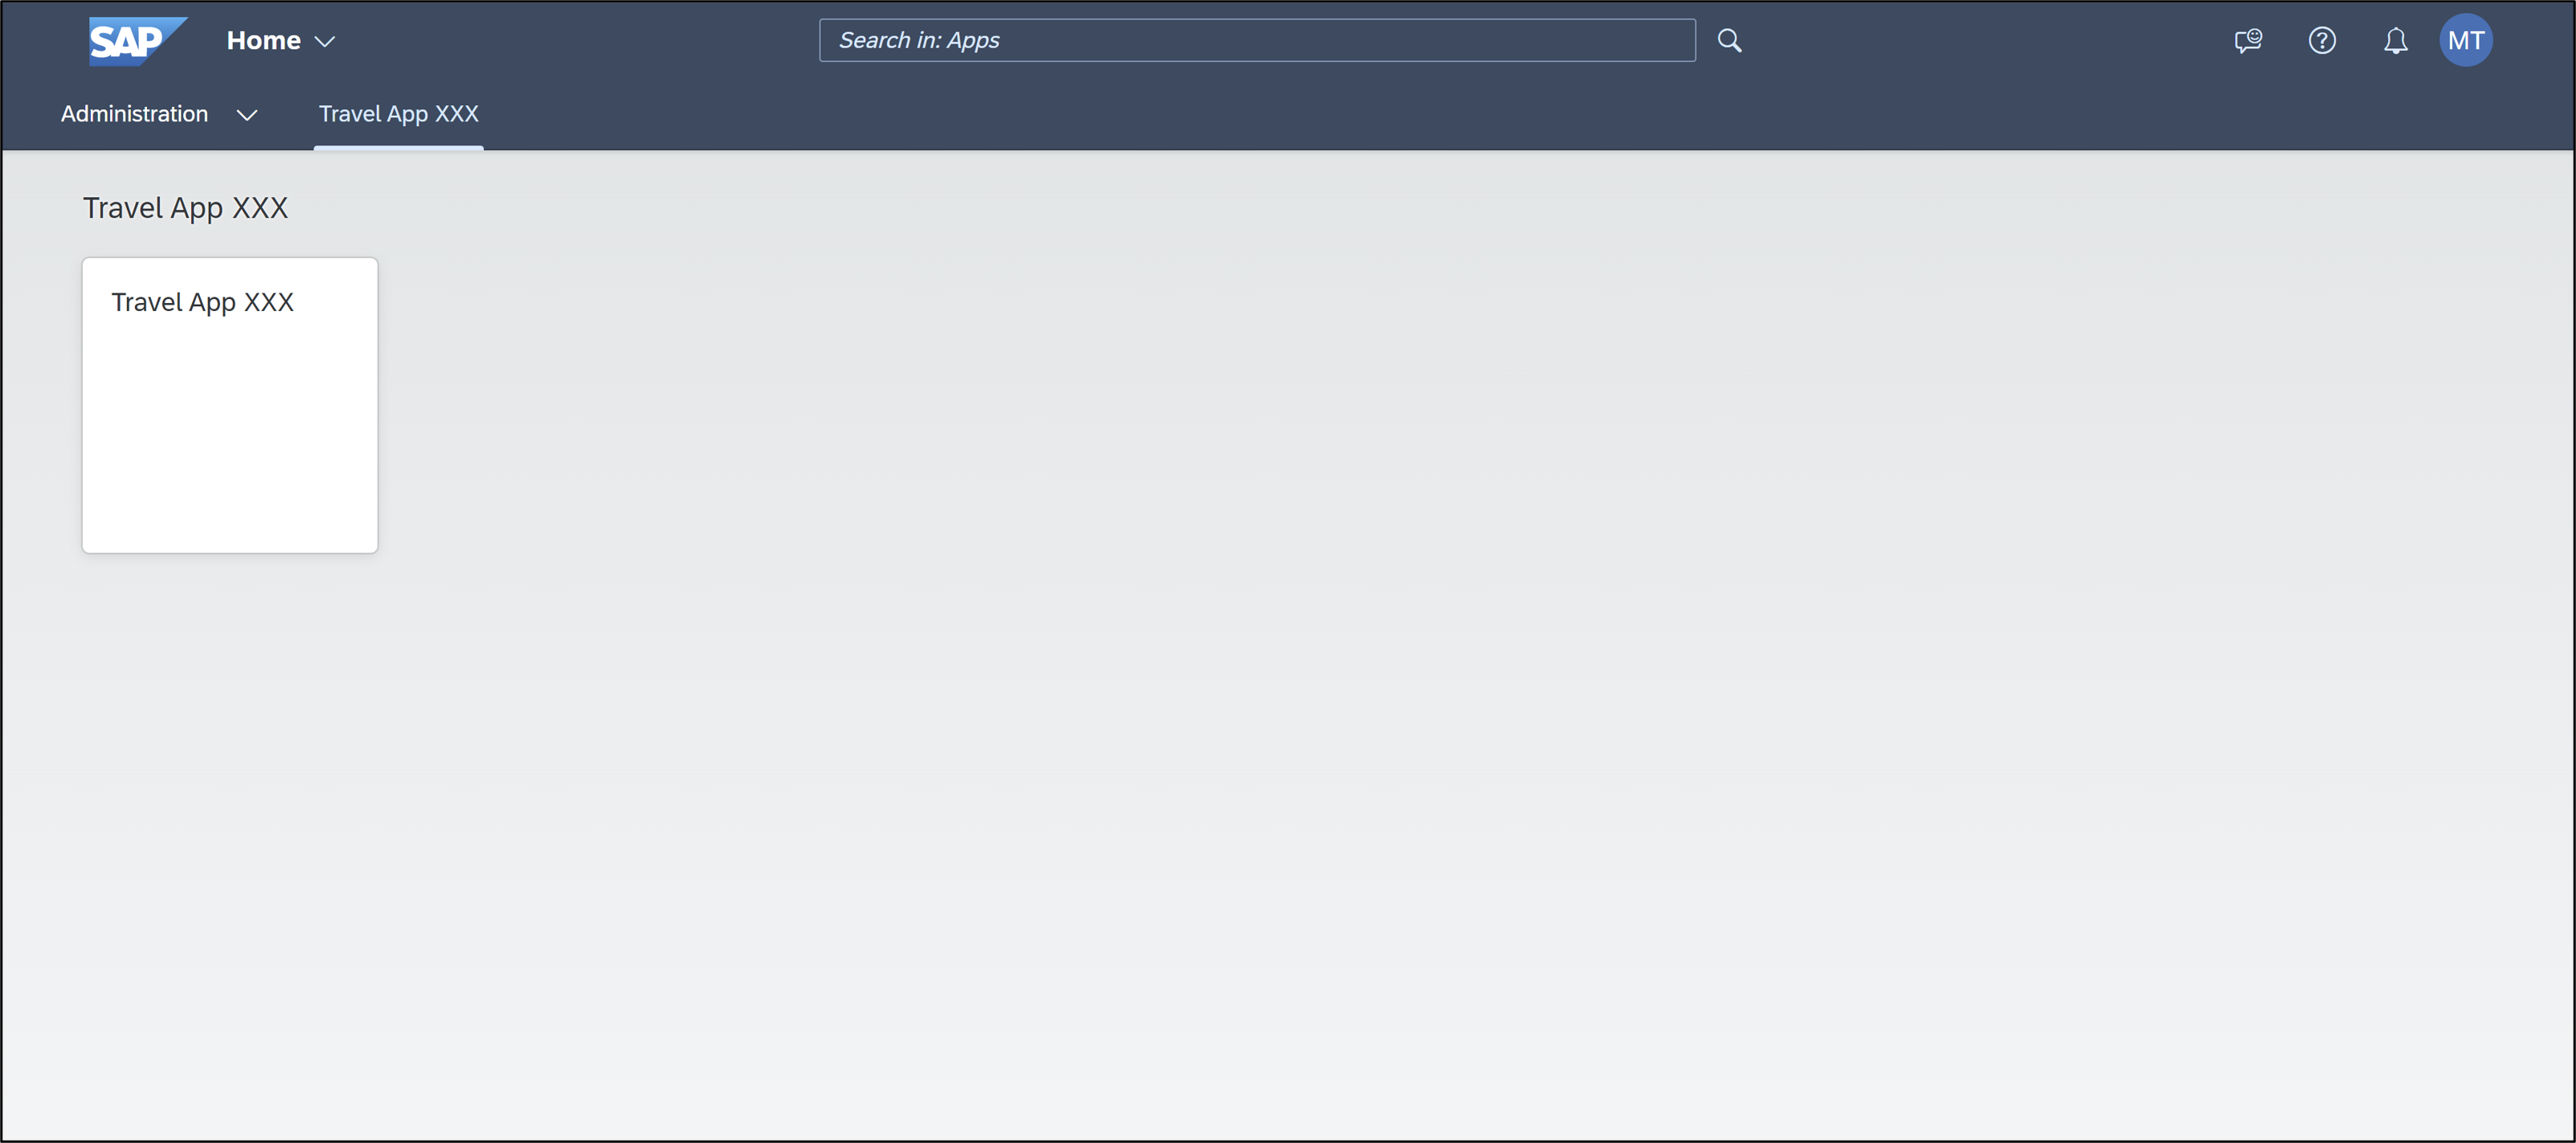 SAP
Home
Search in: Apps
MT
Administration
Travel App XXX
Travel App XXX
Travel App XXX